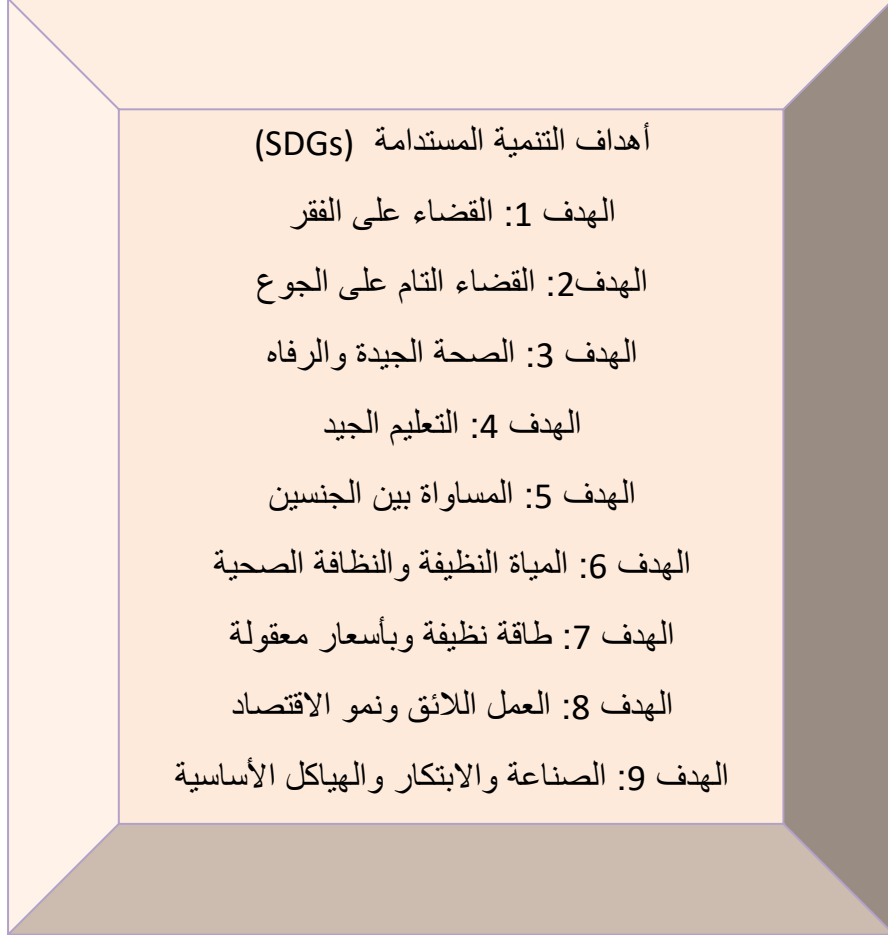 أهداف التنمية المستدامة (SDGs)
الهدف 1: القضاء على الفقر
الهدف2: القضاء التام على الجوع
الهدف 3: الصحة الجيدة والرفاه
الهدف 4: التعليم الجيد
الهدف 5: المساواة بين الجنسين
الهدف 6: المياة النظيفة والنظافة الصحية
الهدف 7: طاقة نظيفة وبأسعار معقولة
الهدف 8: العمل اللائق ونمو الاقتصاد
الهدف 9: الصناعة والابتكار والهياكل الأساسية